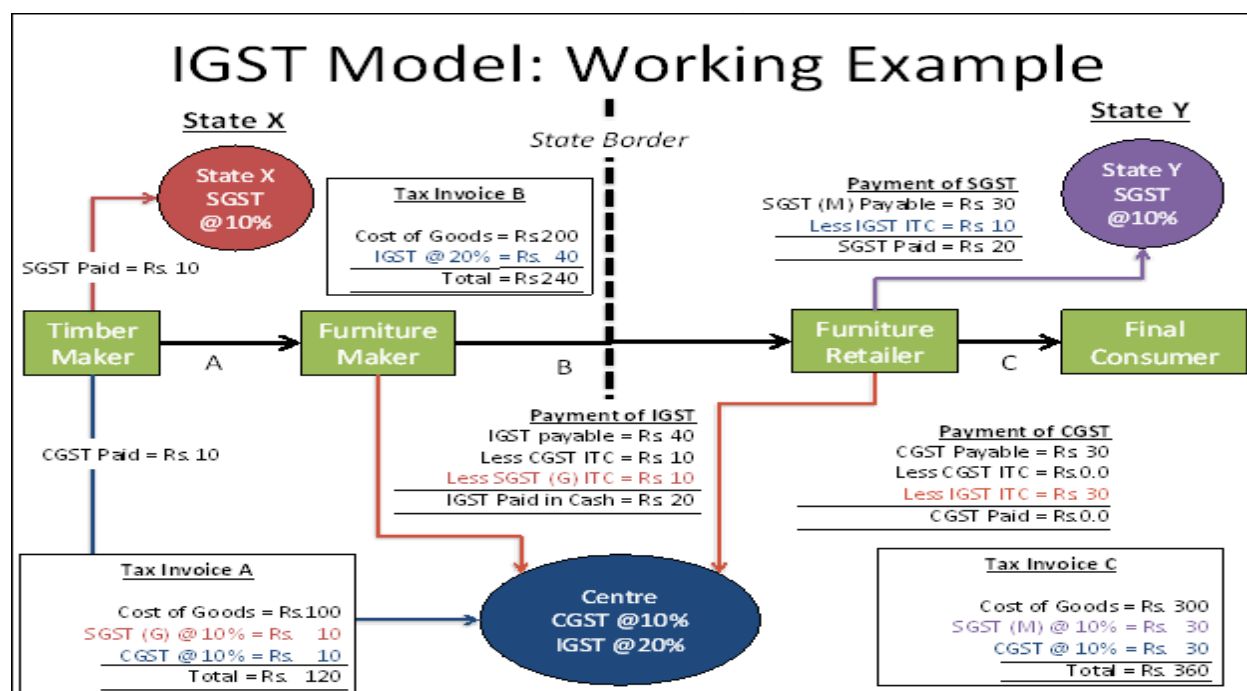 IGST Model: Working Example
State X
State Y
State Border
State X
SGST
@10%
State Y
SGST
@10%
Tax Invoice B
Cost of Goods = Rs.200
IGST @ 20% = Rs. 40
Total = Rs 240
Payment of SGST
SGST (M) Payable = Rs. 30
Less IGST ITC = Rs. 10
SGST Paid = Rs. 20
SGST Paid = Rs. 10
Timber
Maker
A
Furniture
Maker
B
Furniture
Retailer
C
Final
Consumer
CGST Paid = Rs. 10
Payment of IGST
IGST payable = Rs. 40
Less CGST ITC = Rs. 10
Less SGST (G) ITC = Rs. 10
IGST Paid in Cash = Rs. 20
Payment of CGST
CGST Payable = Rs. 30
Less CGST ITC = Rs.0.0
Less IGST ITC = Rs. 30
CGST Paid = Rs.0.0
Tax Invoice A
Cost of Goods = Rs.100
SGST (G) @ 10% = Rs. 10
CGST @ 10% = Rs. 10
Total = Rs. 120
Centre
CGST @10%
IGST @20%
Tax Invoice C
Cost of Goods = Rs. 300
SGST (M) @ 10% = Rs. 30
CGST @ 10% = Rs. 30
Total = Rs. 360